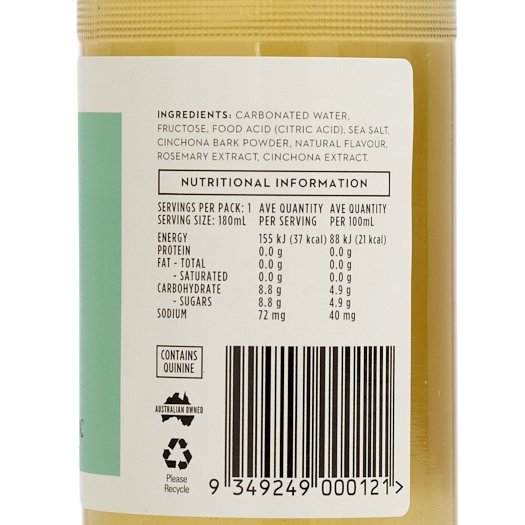 INGREDIENTS: CARBONATED WATER,
FRUCTOSE, FOOD ACID (CITRIC ACID), SEA SALT,
CINCHONA BARK POWDER, NATURAL FLAVOUR,
ROSEMARY EXTRACT, CINCHONA EXTRACT.
NUTRITIONAL INFORMATION
SERVINGS PER PACK: 1 AVE QUANTITY AVE QUANTITY
SERVING SIZE: 180mL PER SERVING PER 100mL
ENERGY 155 kJ (37 kcal) 88 kJ (21 kcal)
PROTEIN 0.0 g 0.0 g
FAT - TOTAL 0.0 g 0.0 g
- SATURATED 0.0 g 0.0 g
CARBOHYDRATE 8.8 g 4.9 g
- SUGARS 8.8 g 4.9 g
SODIUM 72 mg 40 mg
CONTAINS
QUININE
AUSTRALIAN OWNED
Please
Recycle
9 349249 000121 >